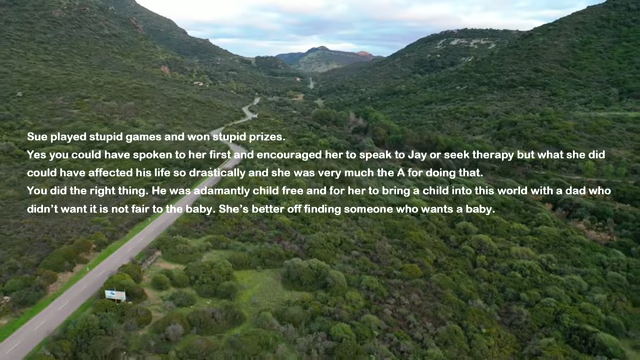 Sue played stupid games and won stupid prizes.
Yes you could have spoken to her first and encouraged her to speak to Jay or seek therapy but what she did
could have affected his life so drastically and she was very much the A for doing that.
You did the right thing. He was adamantly child free and for her to bring a child into this world with a dad who
didn't want it is not fair to the baby. She's better off finding someone who wants a baby.